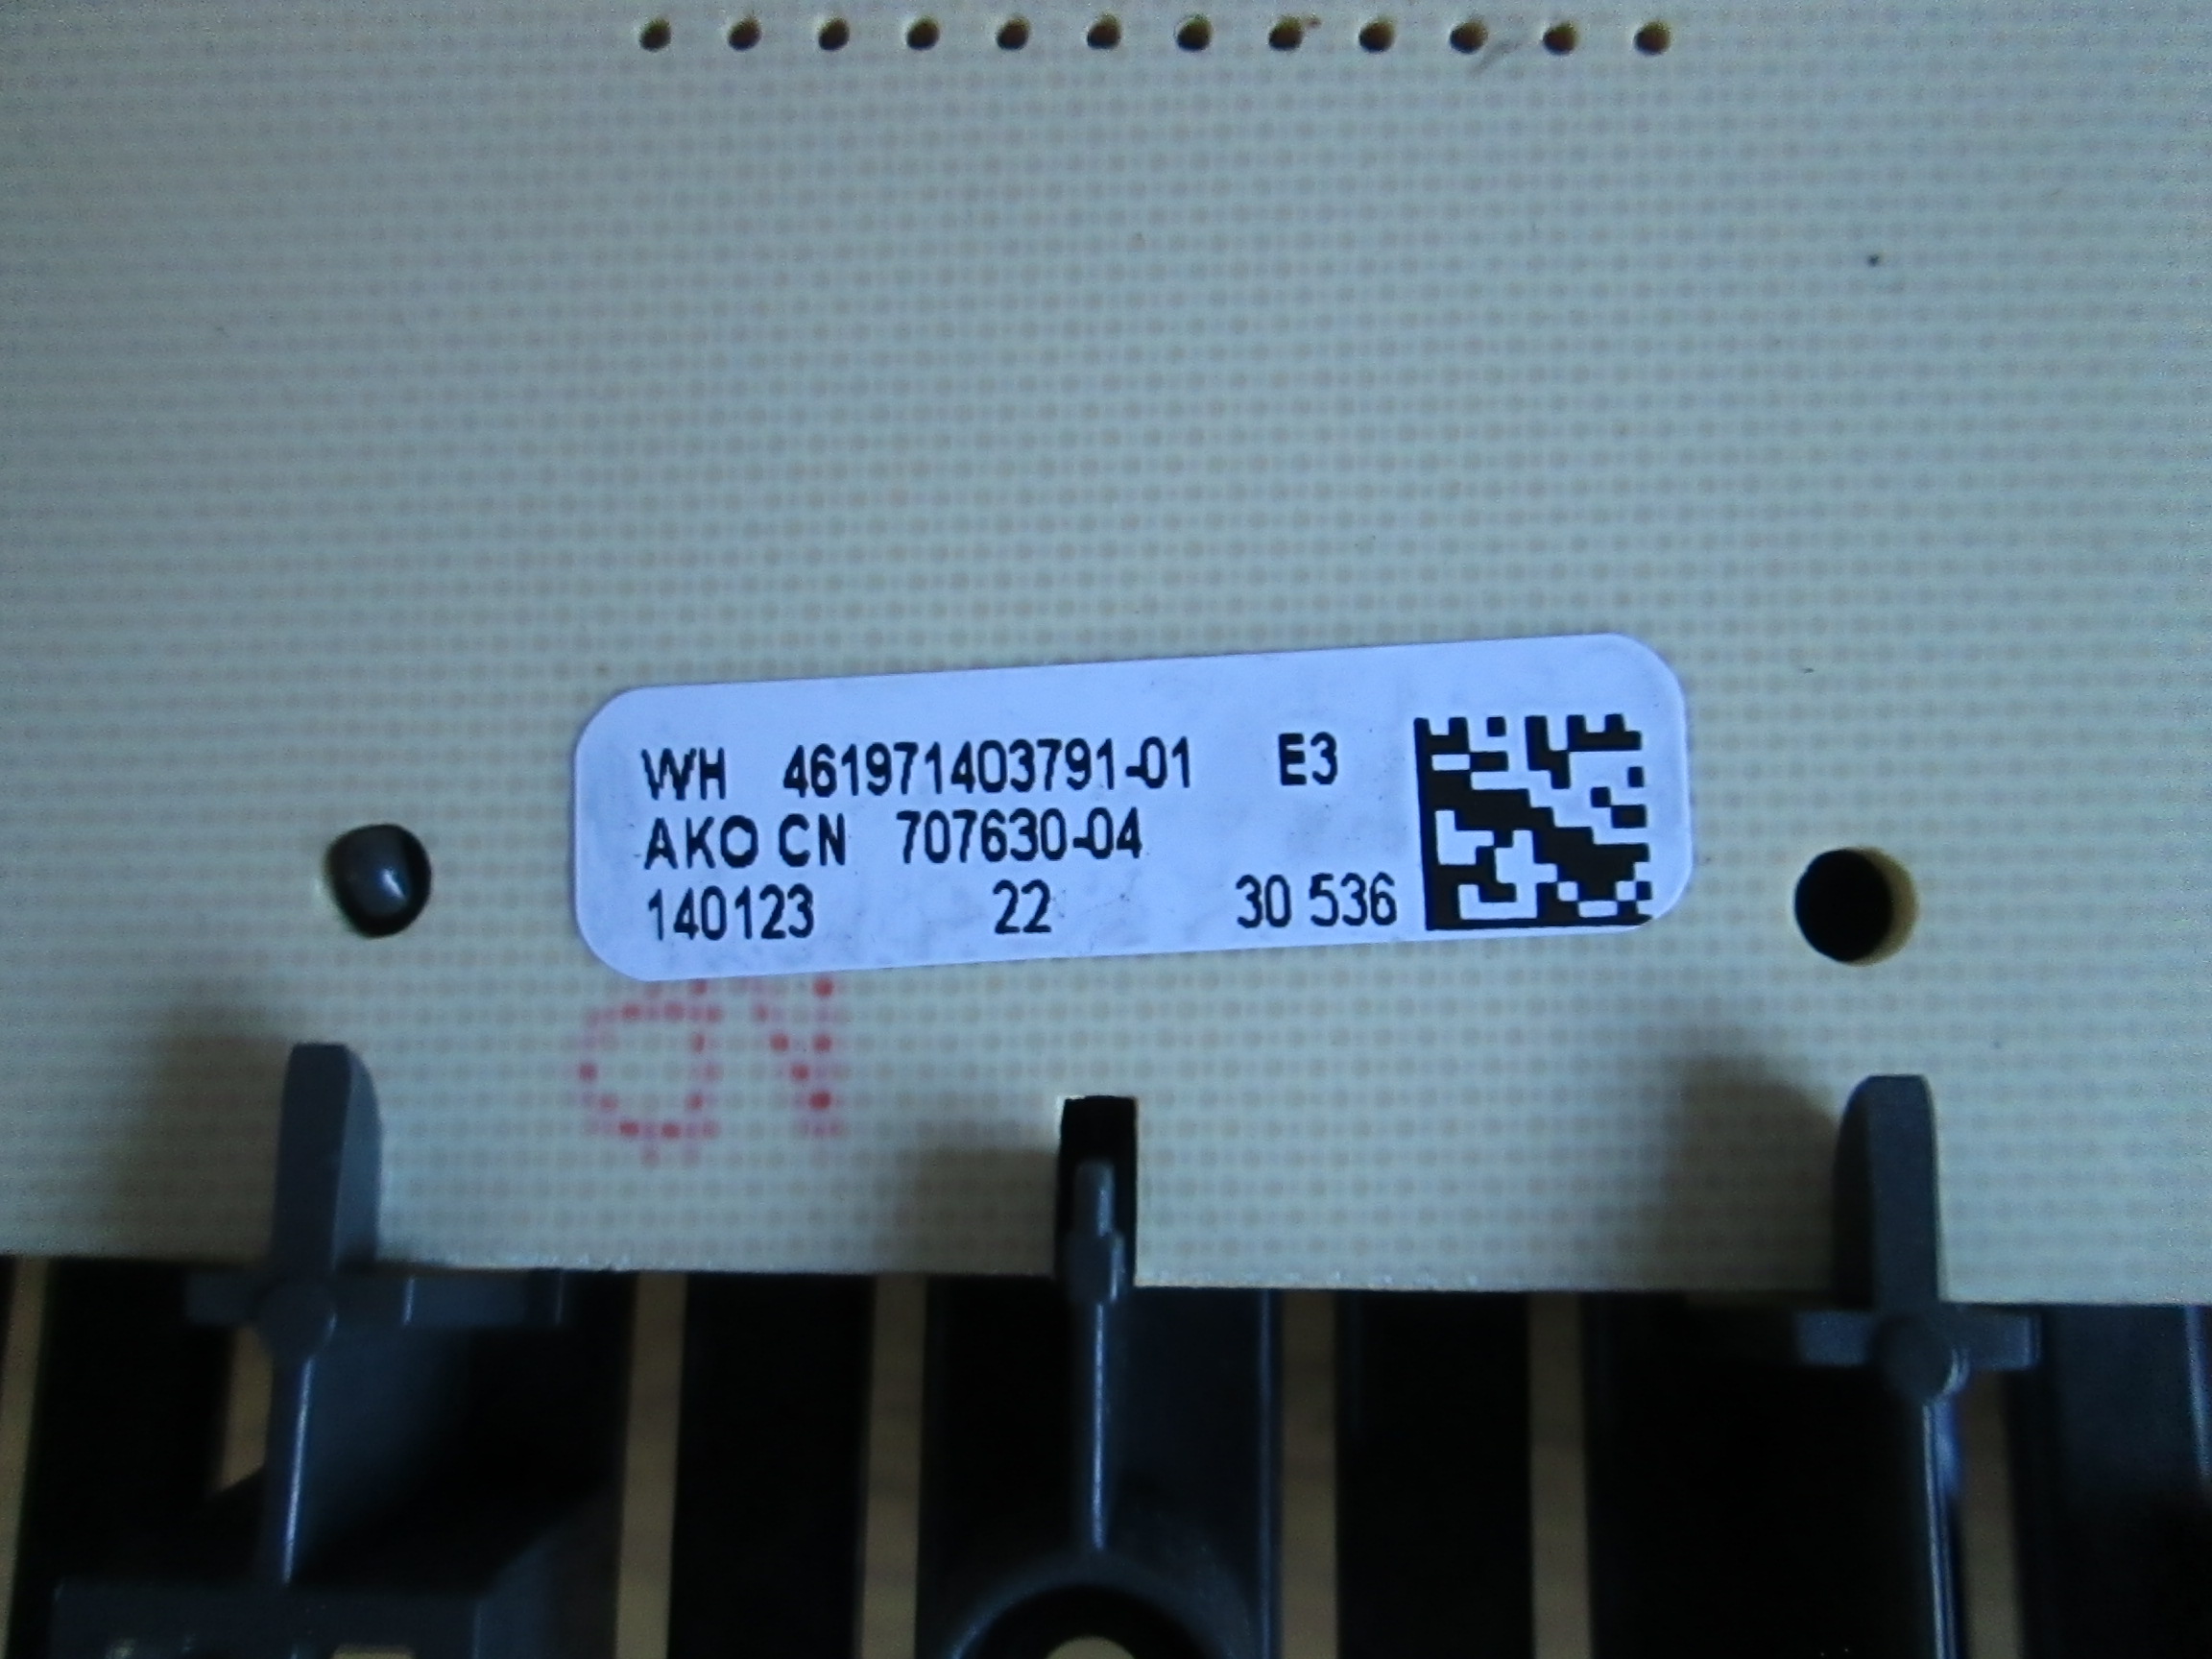 WH 461971403791-01 E3
AKO CN 707630-04
140123 22 30 536